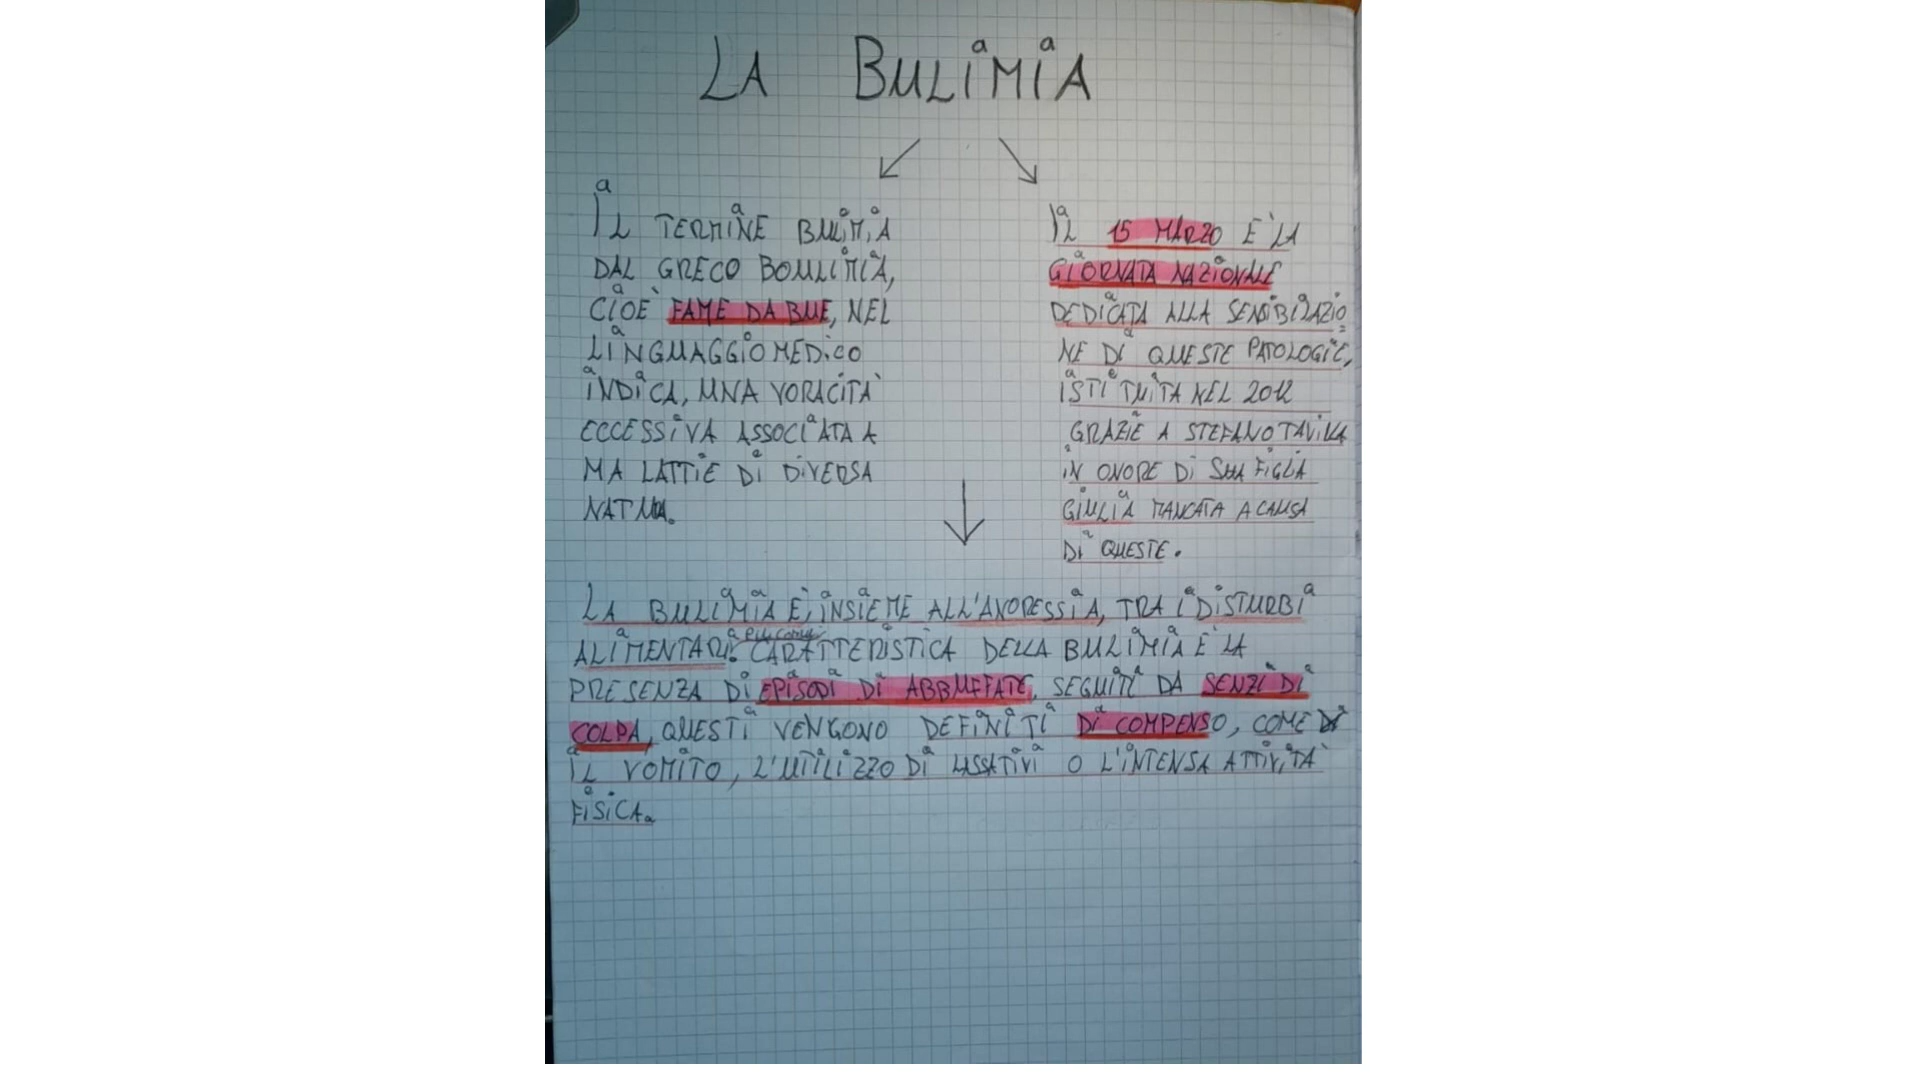 LA BULIMIA
IL TERMINE BULIMIA
DAL GRECO BOULIMIA,
CIOÈ FAME DA BUE, NEL
LINGUAGGIO MEDICO
INDICA, UNA VORACITÀ
ECCESSIVA ASSOCIATA A
MALATTIE DI DIVERSA
NATURA.
IL 15 MARZO È LA
GIORNATA NAZIONALE
DEDICATA ALLA SENSIBILAZIO=
NE DI QUESTE PATOLOGIE,
ISTITUITA NEL 2012
GRAZIE A STEFANO TAVILLA
IN ONORE DI SUA FIGLIA
GIULIA MANCATA A CAUSA
DI QUESTE.
LA BULIMIA È, INSIEME ALL'ANORESSIA, TRA I DISTURBI
ALIMENTARI più comuni. CARATTERISTICA DELLA BULIMIA È LA
PRESENZA DI EPISODI DI ABBUFFATE, SEGUITI DA SENZI DI
COLPA, QUESTI VENGONO DEFINITI DI COMPENSO, COME
IL VOMITO, L'UTILIZZO DI LASSATIVI O L'INTENSA ATTIVITÀ
FISICA.